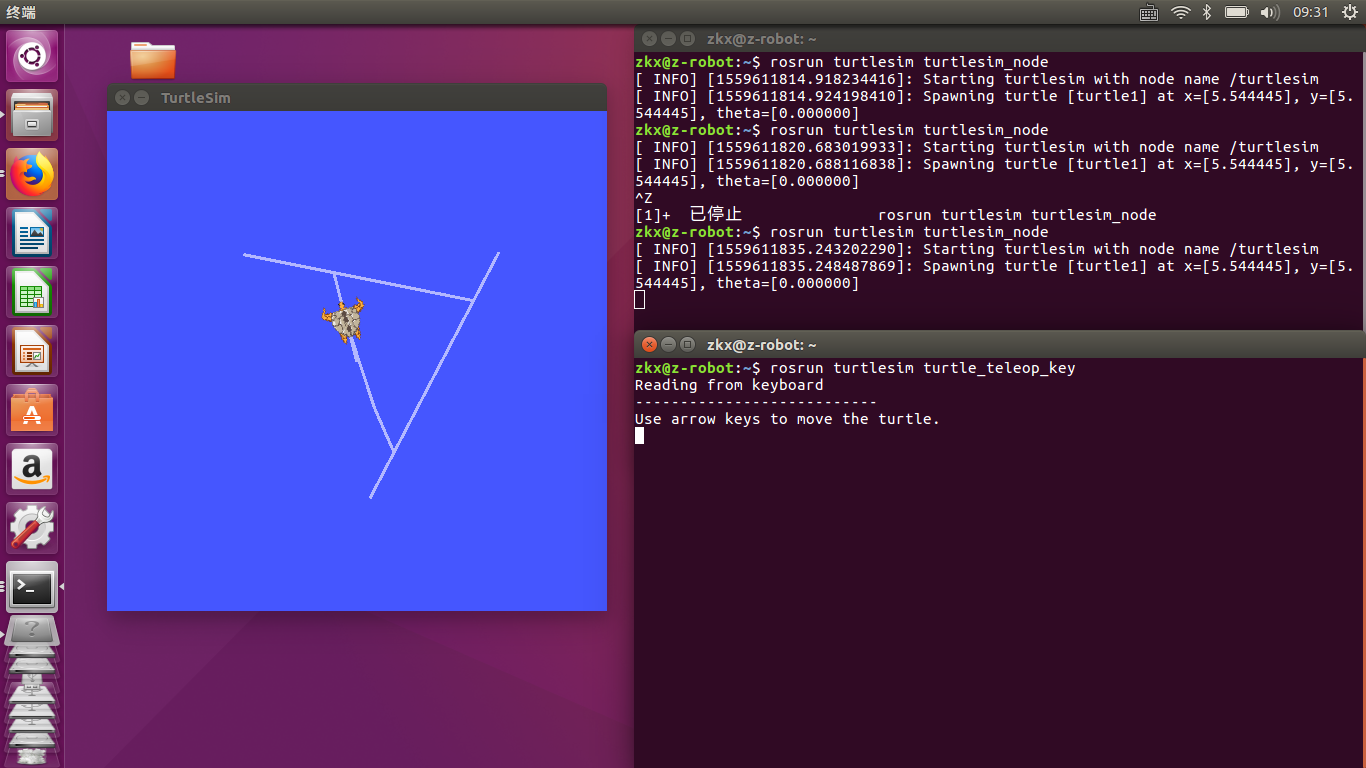 终端
09:31
TurtleSim
zkx@z-robot: ~
zkx@z-robot:~$ rosrun turtlesim turtlesim_node
[ INFO] [1559611814.918234416]: Starting turtlesim with node name /turtlesim
[ INFO] [1559611814.924198410]: Spawning turtle [turtle1] at x=[5.544445], y=[5.
544445], theta=[0.000000]
zkx@z-robot:~$ rosrun turtlesim turtlesim_node
[ INFO] [1559611820.683019933]: Starting turtlesim with node name /turtlesim
[ INFO] [1559611820.688116838]: Spawning turtle [turtle1] at x=[5.544445], y=[5.
544445], theta=[0.000000]
^Z
[1]+  已停止               rosrun turtlesim turtlesim_node
zkx@z-robot:~$ rosrun turtlesim turtlesim_node
[ INFO] [1559611835.243202290]: Starting turtlesim with node name /turtlesim
[ INFO] [1559611835.248487869]: Spawning turtle [turtle1] at x=[5.544445], y=[5.
544445], theta=[0.000000]
zkx@z-robot: ~
zkx@z-robot:~$ rosrun turtlesim turtle_teleop_key
Reading from keyboard
---------------------------
Use arrow keys to move the turtle.